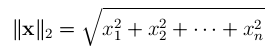 ‖𝐱‖₂ = √(x₁² + x₂² + ⋯ + xₙ²)